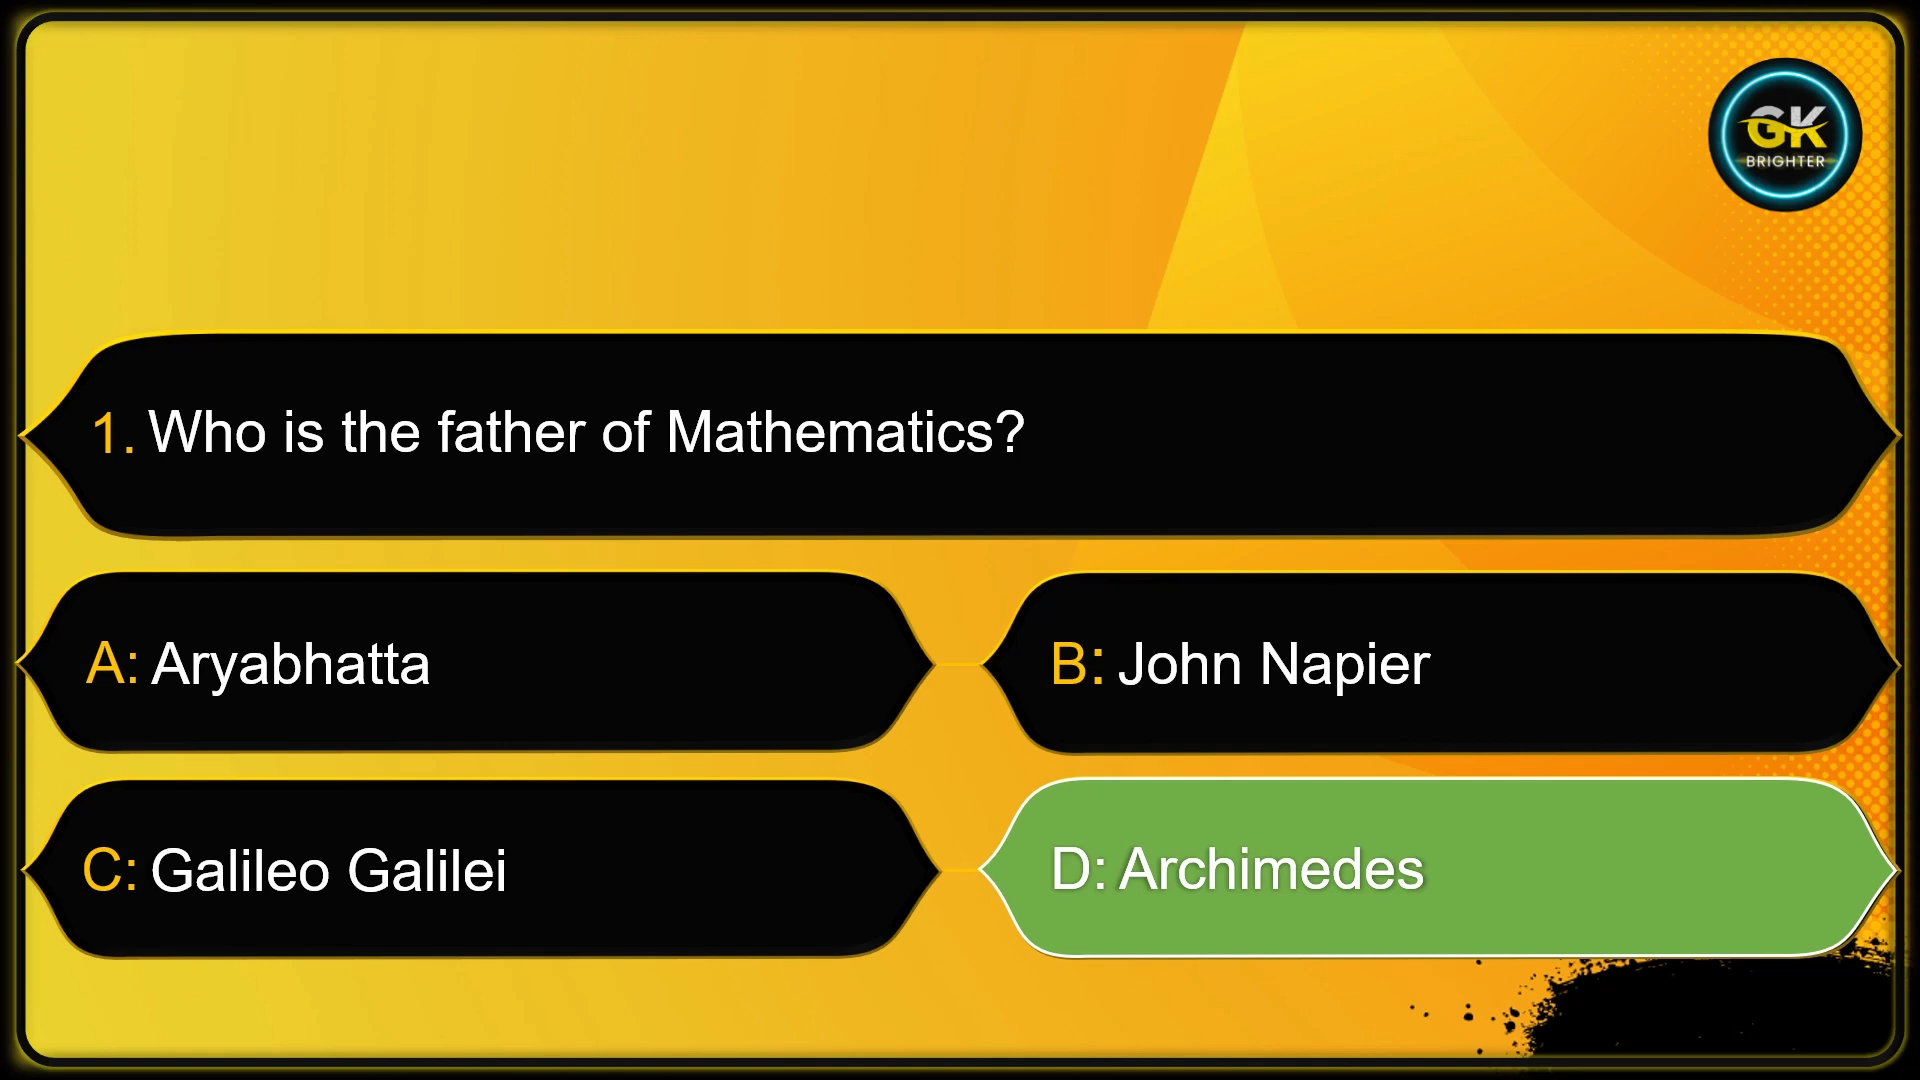 GK
BRIGHTER
1. Who is the father of Mathematics?
A: Aryabhatta
B: John Napier
C: Galileo Galilei
D: Archimedes